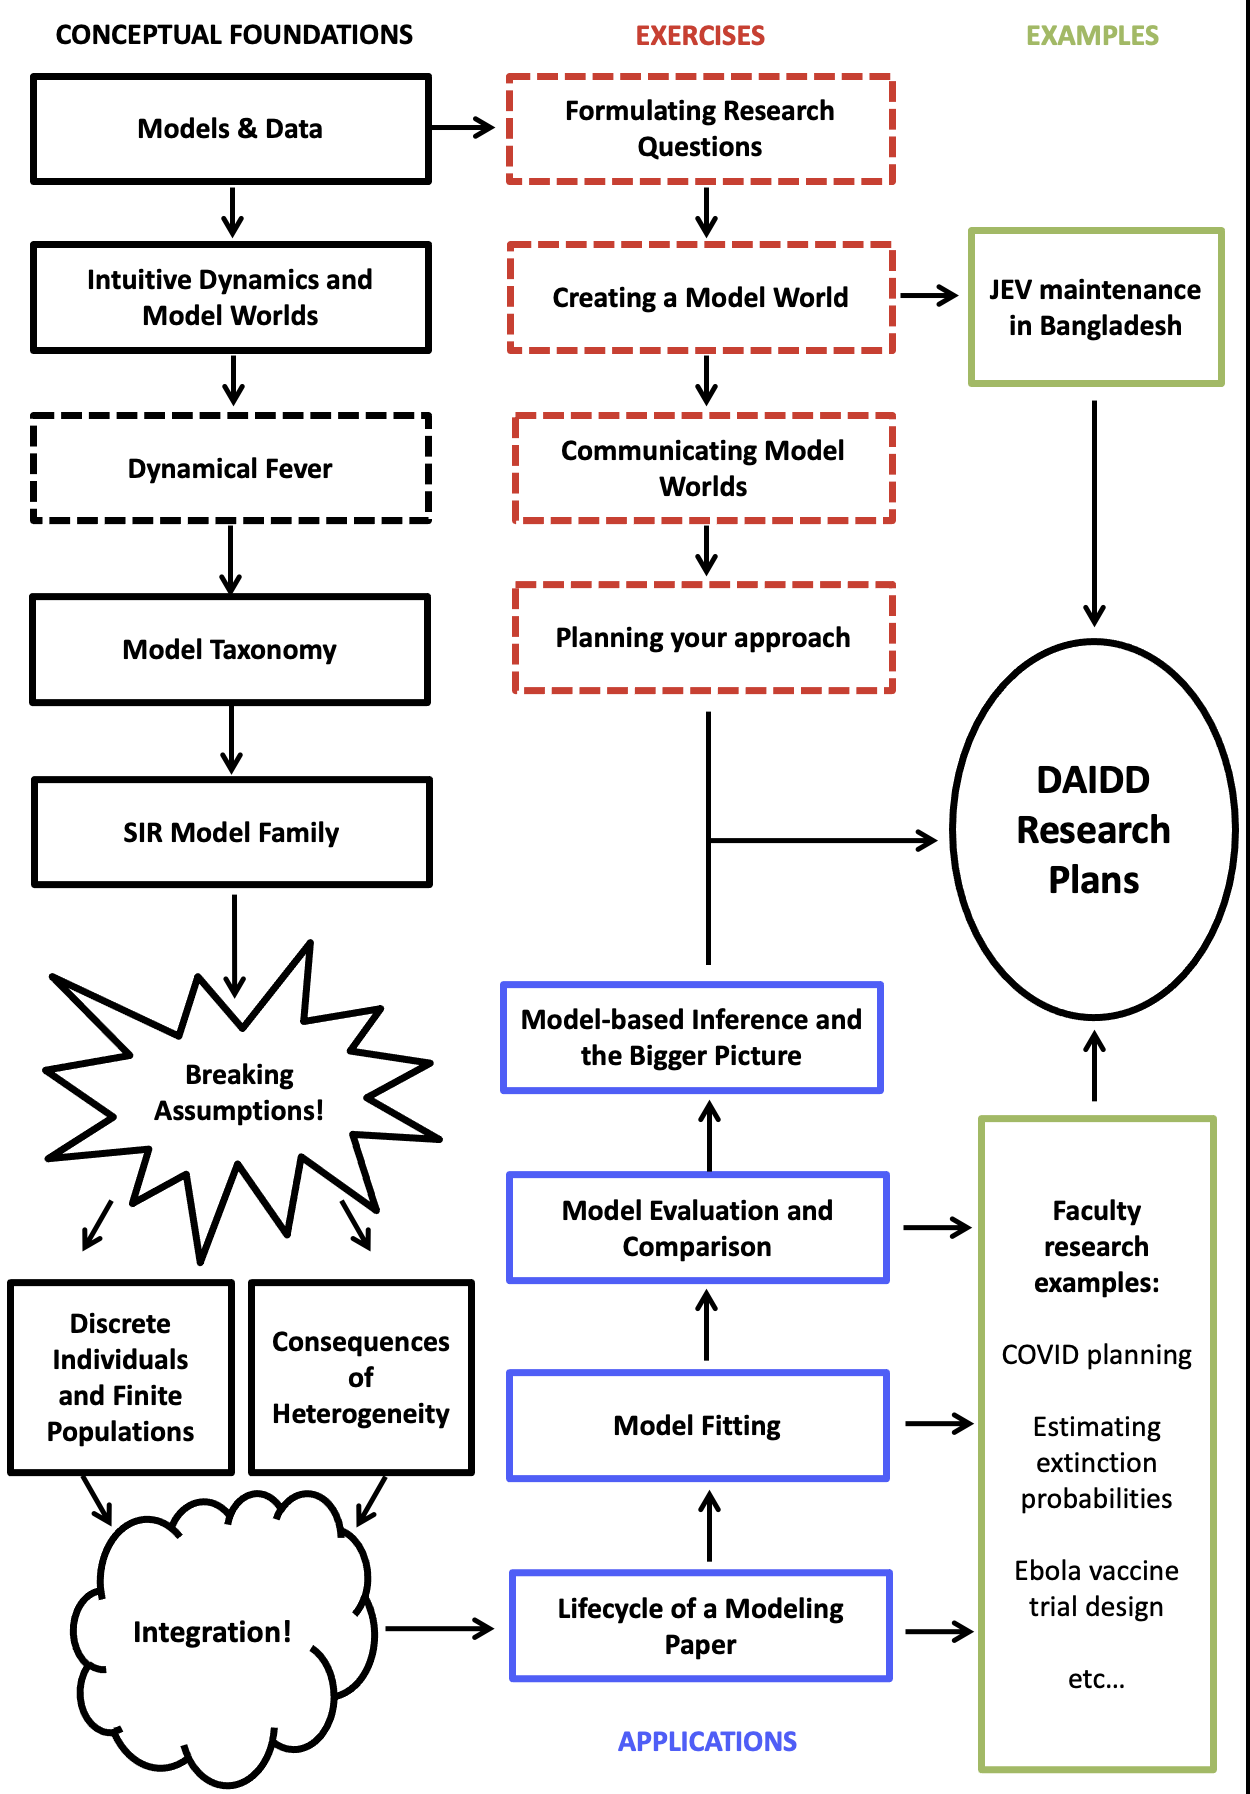 CONCEPTUAL FOUNDATIONS
EXERCISES
EXAMPLES
Models & Data
Formulating Research
Questions
Intuitive Dynamics and
Model Worlds
Creating a Model World
JEV maintenance
in Bangladesh
Dynamical Fever
Communicating Model
Worlds
Model Taxonomy
Planning your approach
SIR Model Family
DAIDD
Research
Plans
Breaking
Assumptions!
Model-based Inference and
the Bigger Picture
Discrete
Individuals
and Finite
Populations
Consequences
of
Heterogeneity
Model Evaluation and
Comparison
Model Fitting
Integration!
Lifecycle of a Modeling
Paper
APPLICATIONS
Faculty
research
examples:
COVID planning
Estimating
extinction
probabilities
Ebola vaccine
trial design
etc...